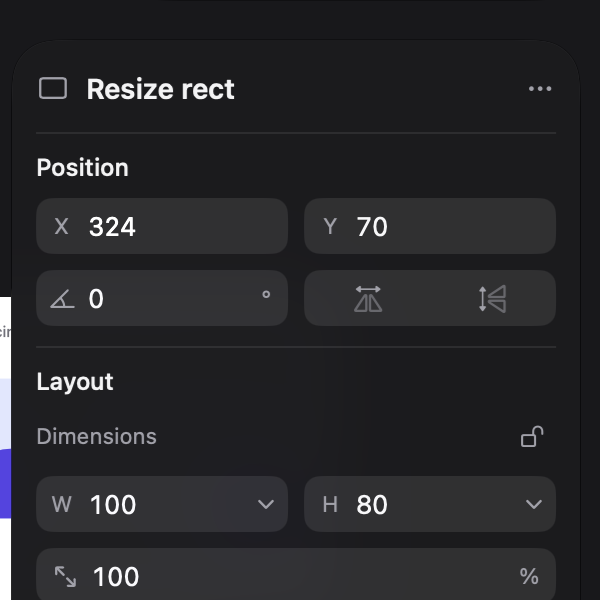 Resize rect
Position
X 324
Y 70
0 °
Layout
Dimensions
W 100
H 80
100 %